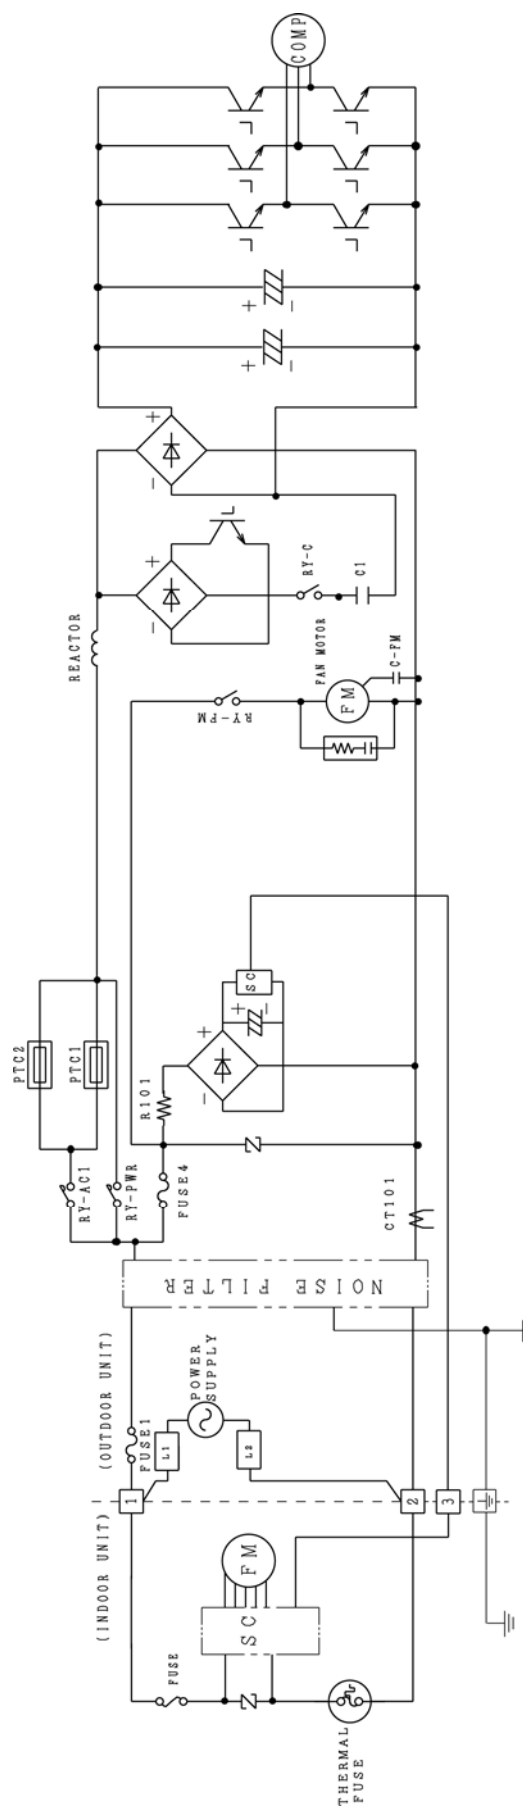 (INDOOR UNIT)
(OUTDOOR UNIT)
FUSE
SC
FM
THERMAL
FUSE
1
2
3
FUSE1
L1
L2
POWER
SUPPLY
NOISE FILTER
RY-AC1
RY-PWR
FUSE4
CT101
PTC2
PTC1
R101
+
-
+
-
SC
REACTOR
RY-FM
FAN MOTOR
FM
C-FM
+
-
RY-C
C1
+
-
+
-
+
-
COMP